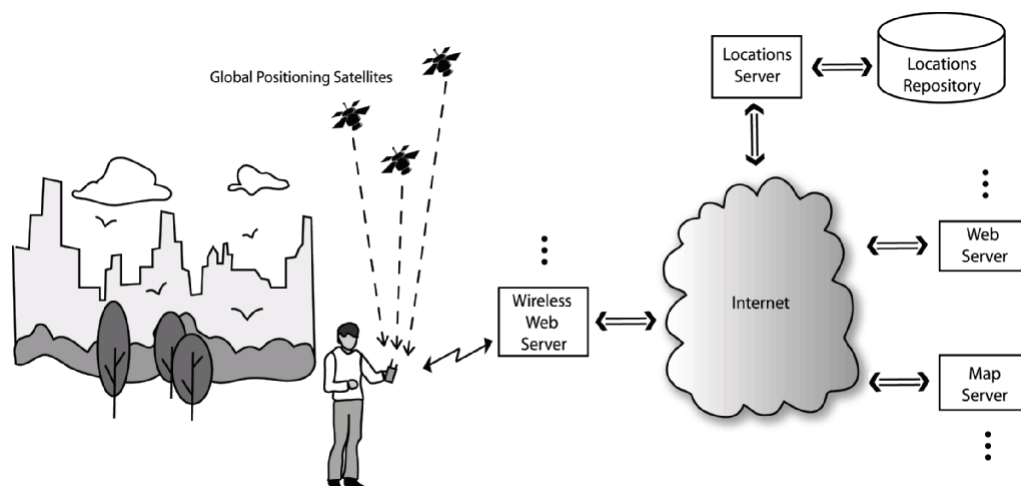 Global Positioning Satellites
Locations
Server
Locations
Repository
Wireless
Web
Server
Internet
Web
Server
Map
Server